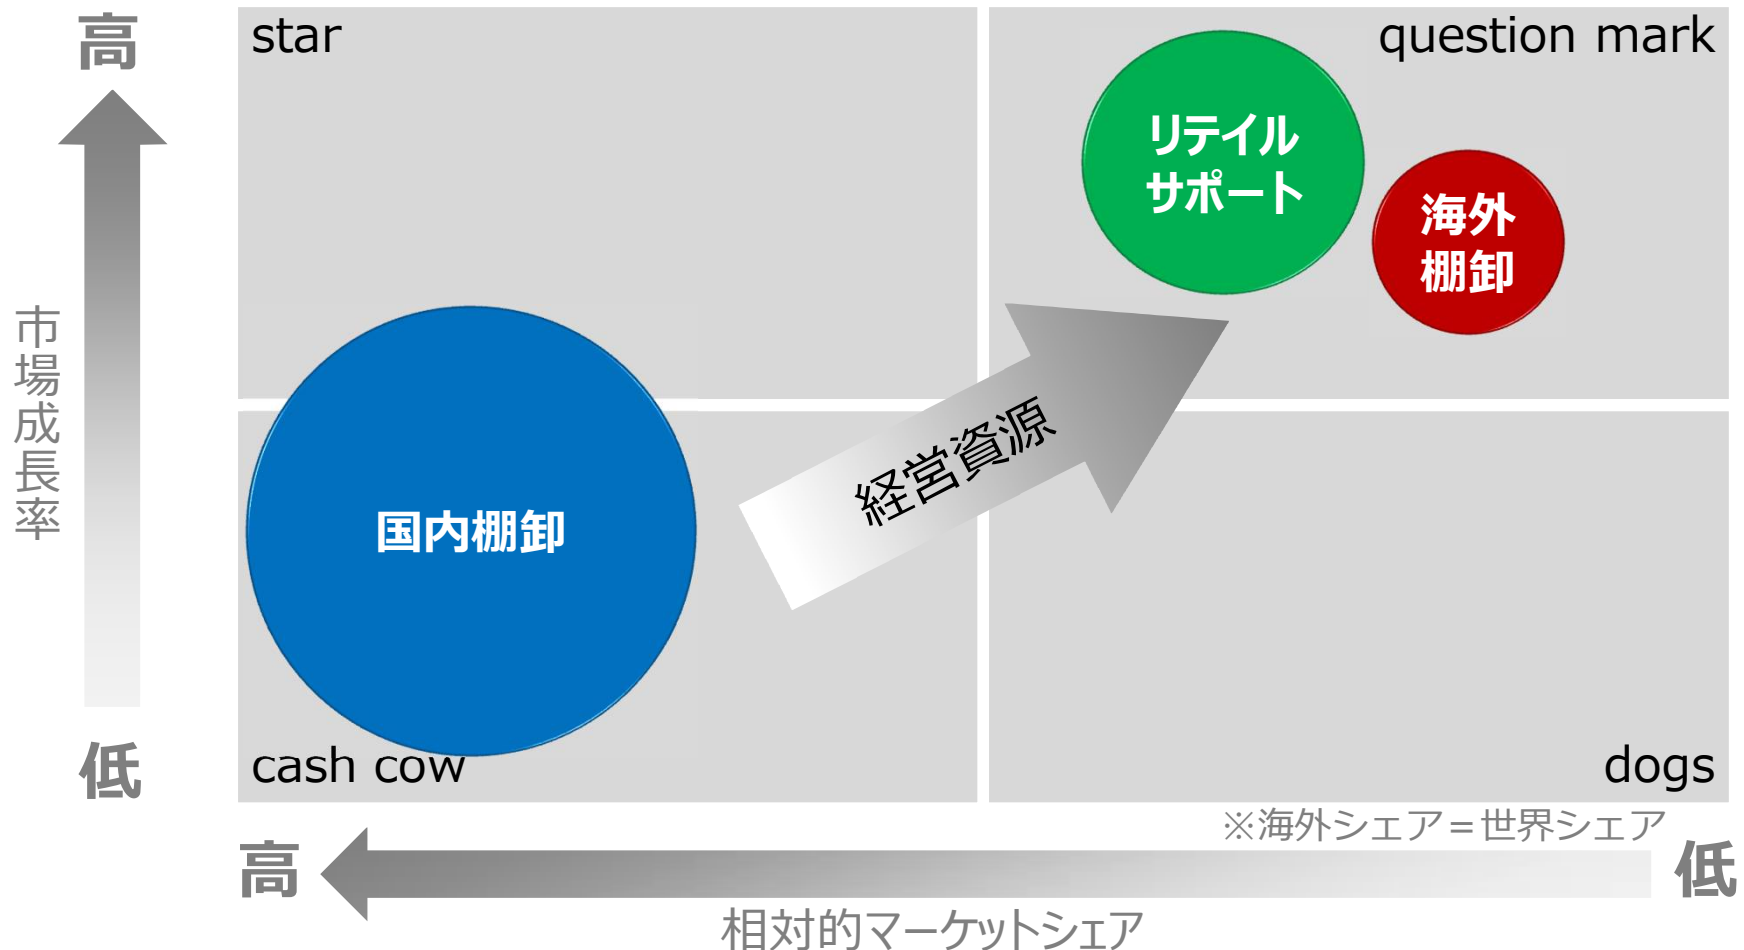 高
star
question mark
リテイル
サポート
海外
棚卸
市場成長率
経営資源
国内棚卸
低
cash cow
dogs
※海外シェア=世界シェア
高
低
相対的マーケットシェア